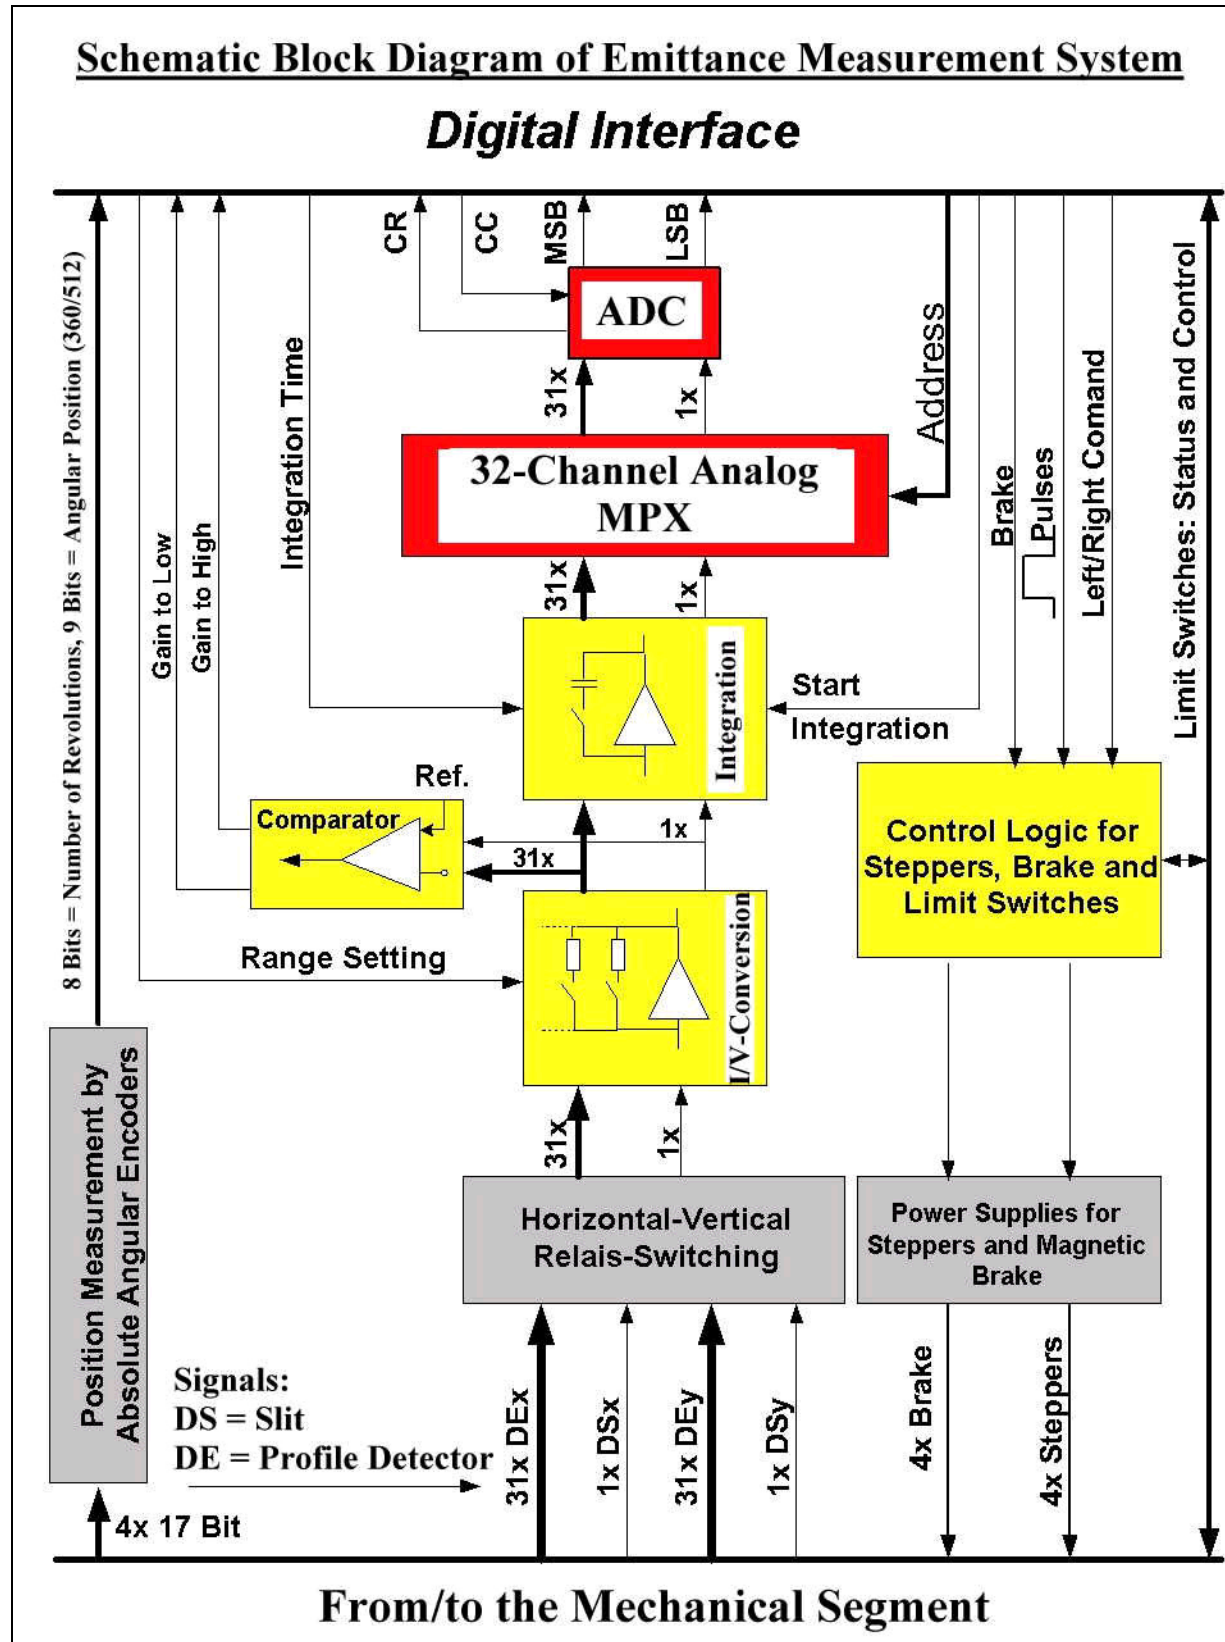 Schematic Block Diagram of Emittance Measurement System
Digital Interface
8 Bits = Number of Revolutions, 9 Bits = Angular Position (360/512)
Gain to Low
Gain to High
Integration Time
CR
CC
MSB
LSB
ADC
31x
1x
Address
32-Channel Analog
MPX
31x
1x
Brake
Pulses
Left/Right Comand
Limit Switches: Status and Control
Integration
Start
Integration
Ref.
Comparator
1x
31x
Control Logic for
Steppers, Brake and
Limit Switches
Range Setting
I/V-Conversion
31x
1x
Position Measurement by
Absolute Angular Encoders
Horizontal-Vertical
Relais-Switching
Power Supplies for
Steppers and Magnetic
Brake
Signals:
DS = Slit
DE = Profile Detector
31x DEx
1x DSx
31x DEy
1x DSy
4x Brake
4x Steppers
4x 17 Bit
From/to the Mechanical Segment